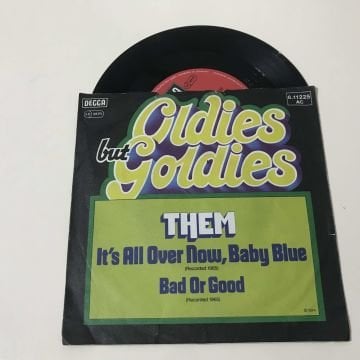 DECCA
6.11225
AC
Oldies
but
Goldies
THEM
It's All Over Now, Baby Blue
(Recorded 1965)
Bad Or Good
(Recorded 1965)